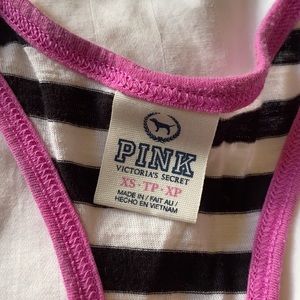 PINK
VICTORIA'S SECRET
XS · TP · XP
MADE IN / FAIT AU /
HECHO EN VIETNAM